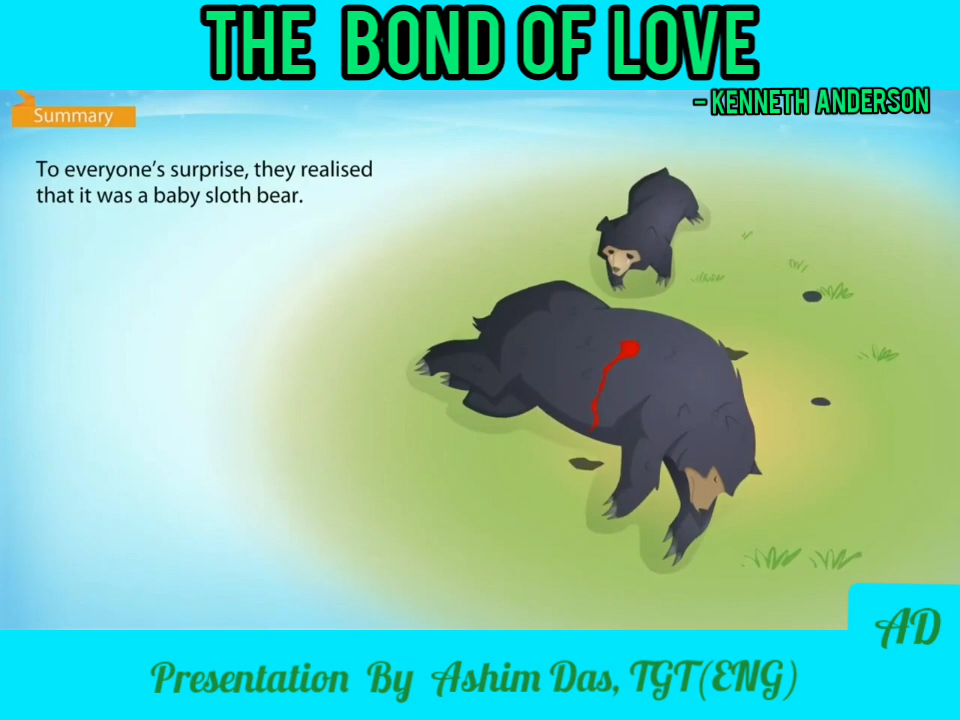 THE BOND OF LOVE
- KENNETH ANDERSON
Summary
To everyone's surprise, they realised
that it was a baby sloth bear.
AD
Presentation By Ashim Das, TGT(ENG)